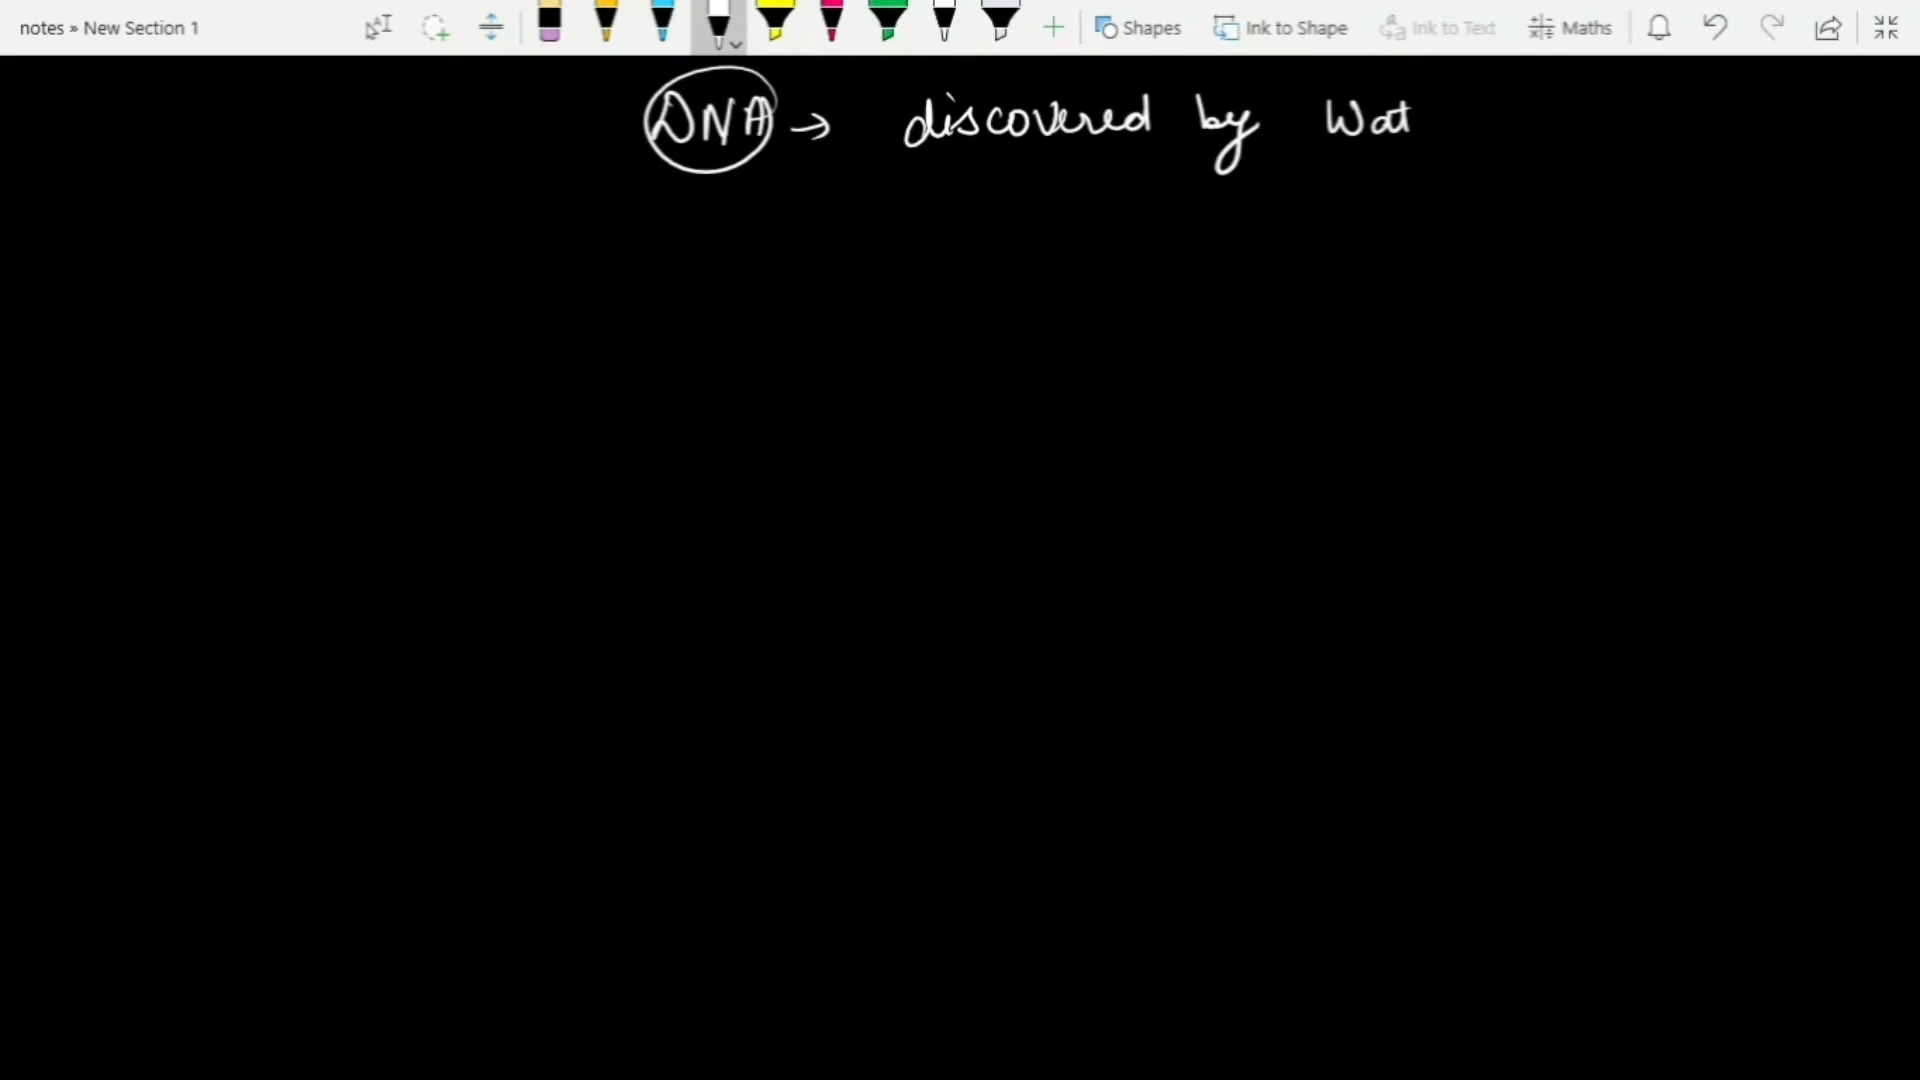 notes » New Section 1 Shapes Ink to Shape Ink to Text Maths
DNA → discovered by Wat